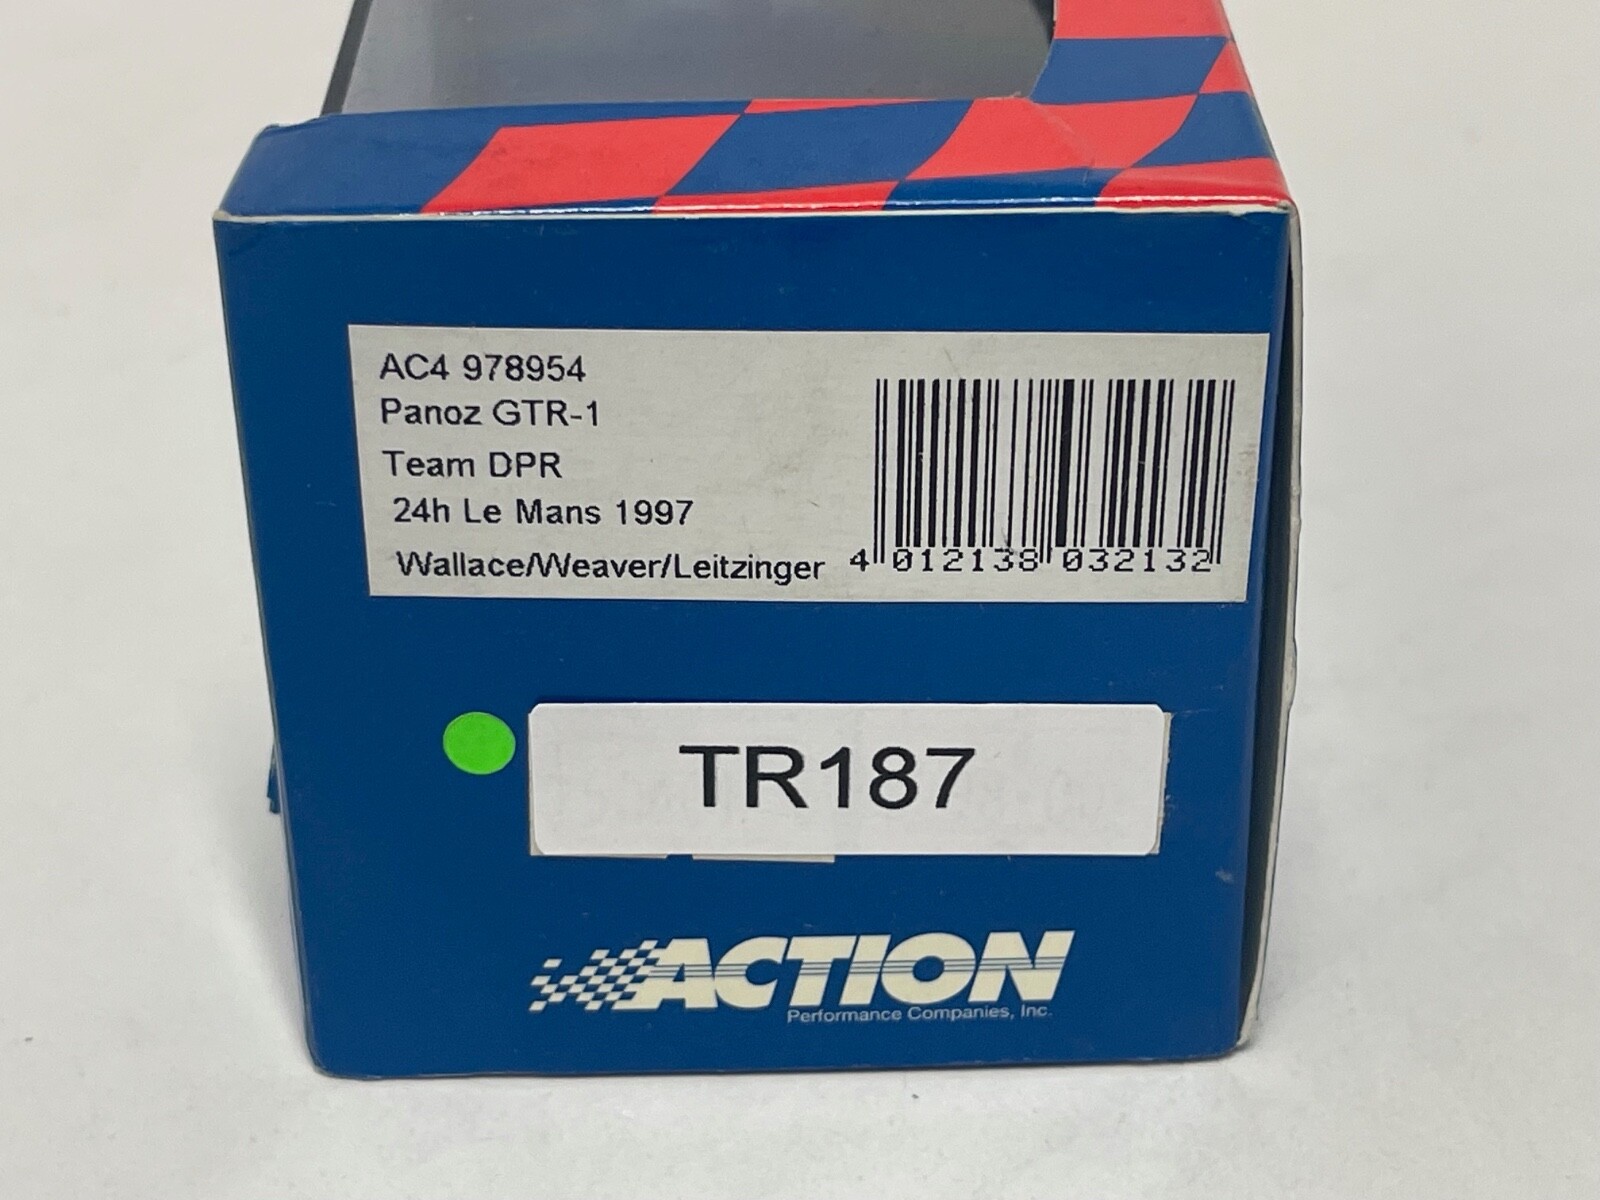 AC4 978954
Panoz GTR-1
Team DPR
24h Le Mans 1997
Wallace/Weaver/Leitzinger
4 012138 032132
TR187
ACTION
Performance Companies, Inc.